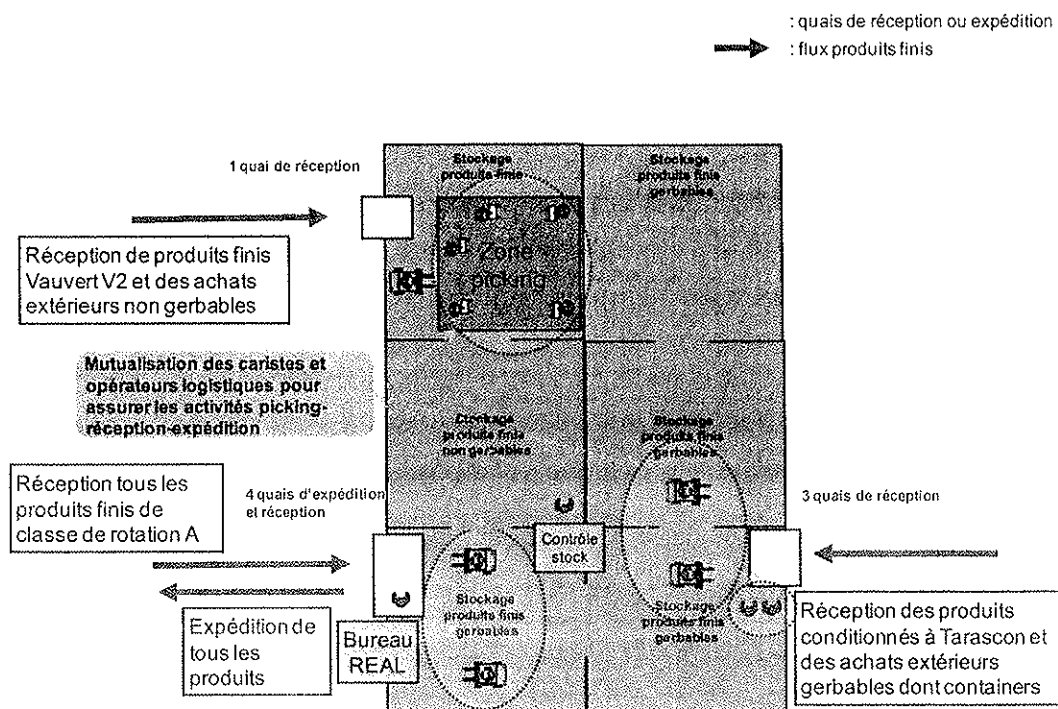 : quais de réception ou expédition
: flux produits finis
1 quai de réception
Stockage
produits finis
Stockage
produits finis
gerbables
Zone
picking
Réception de produits finis
Vauvert V2 et des achats
extérieurs non gerbables
Mutualisation des caristes et
opérateurs logistiques pour
assurer les activités picking-
réception-expédition
Stockage
produits finis
non gerbables
Stockage
produits finis
gerbables
Réception tous les
produits finis de
classe de rotation A
4 quais d'expédition
et réception
3 quais de réception
Contrôle
stock
Stockage
produits finis
gerbables
Stockage
produits finis
gerbables
Expédition de
tous les
produits
Bureau
REAL
Réception des produits
conditionnés à Tarascon et
des achats extérieurs
gerbables dont containers